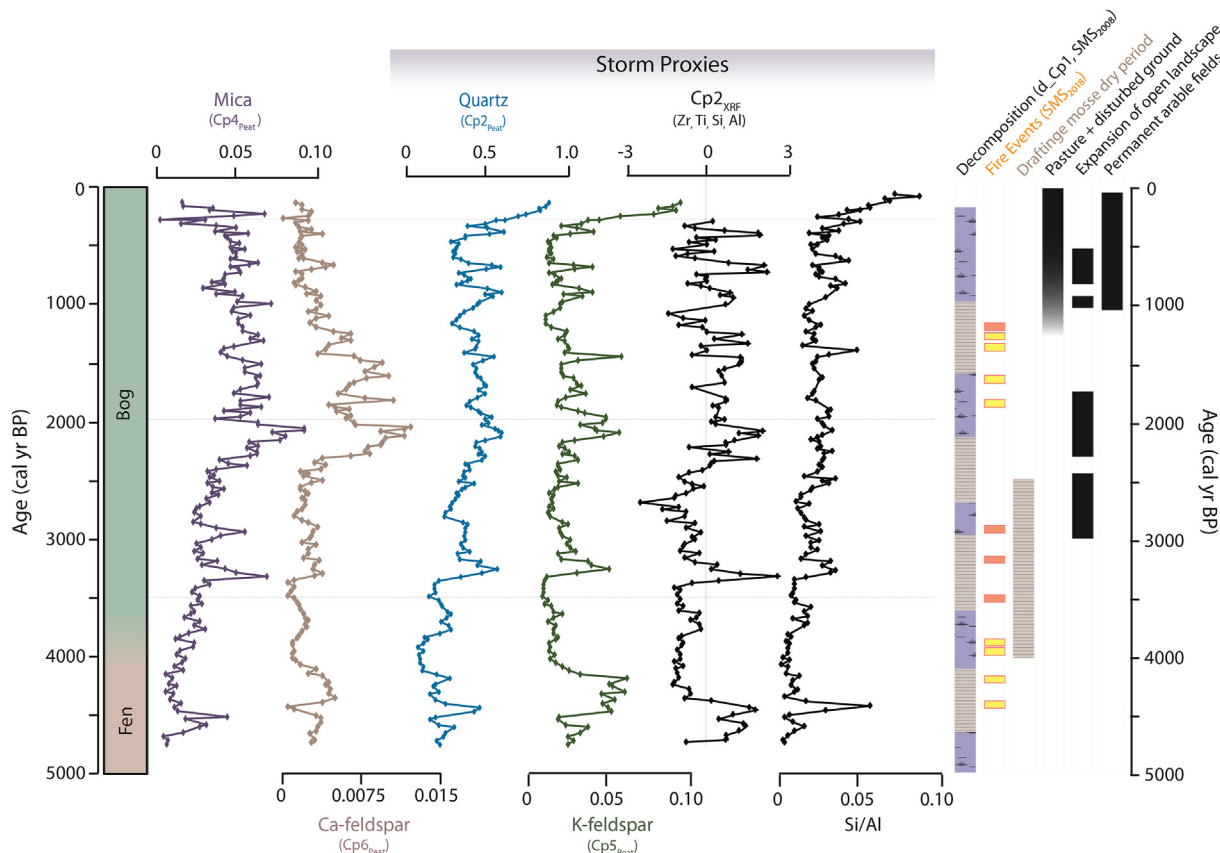 Storm Proxies
Mica
(Cp4Peat)
Quartz
(Cp2Peat)
Cp2XRF
(Zr, Ti, Si, Al)
Decomposition (d_Cp1, SMS2008)
Fire Events (SMS2018)
Draftinge mosse dry period
Pasture + disturbed ground
Expansion of open landscape
Permanent arable fields
0 0.05 0.10
0 0.5 1.0
-3 0 3
0
1000
2000
3000
4000
5000
Age (cal yr BP)
Bog
Fen
0
1000
2000
3000
4000
5000
Age (cal yr BP)
0 0.0075 0.015
0 0.05 0.10
0 0.05 0.10
Ca-feldspar
(Cp6Peat)
K-feldspar
(Cp5Peat)
Si/Al